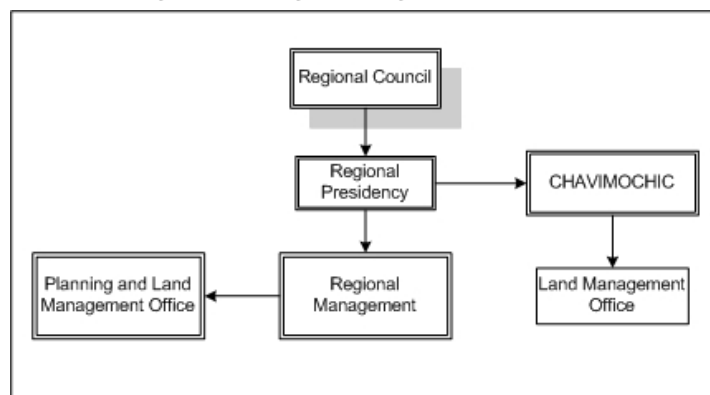 Regional Council
Regional
Presidency
CHAVIMOCHIC
Planning and Land
Management Office
Regional
Management
Land Management
Office